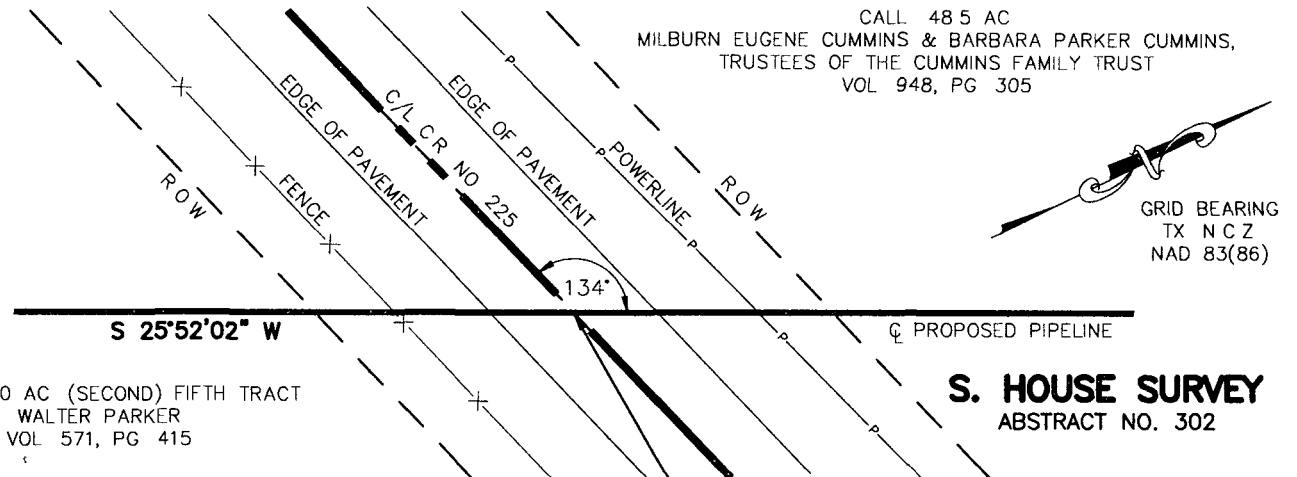 CALL 48 5 AC
MILBURN EUGENE CUMMINS & BARBARA PARKER CUMMINS,
TRUSTEES OF THE CUMMINS FAMILY TRUST
VOL 948, PG 305
R O W
FENCE
EDGE OF PAVEMENT
C/L C R NO 225
EDGE OF PAVEMENT
POWERLINE
R O W
P
P
P
P
P
P
N
GRID BEARING
TX N C Z
NAD 83(86)
134°
S 25°52'02" W
℄ PROPOSED PIPELINE
0 AC (SECOND) FIFTH TRACT
WALTER PARKER
VOL 571, PG 415
S. HOUSE SURVEY
ABSTRACT NO. 302